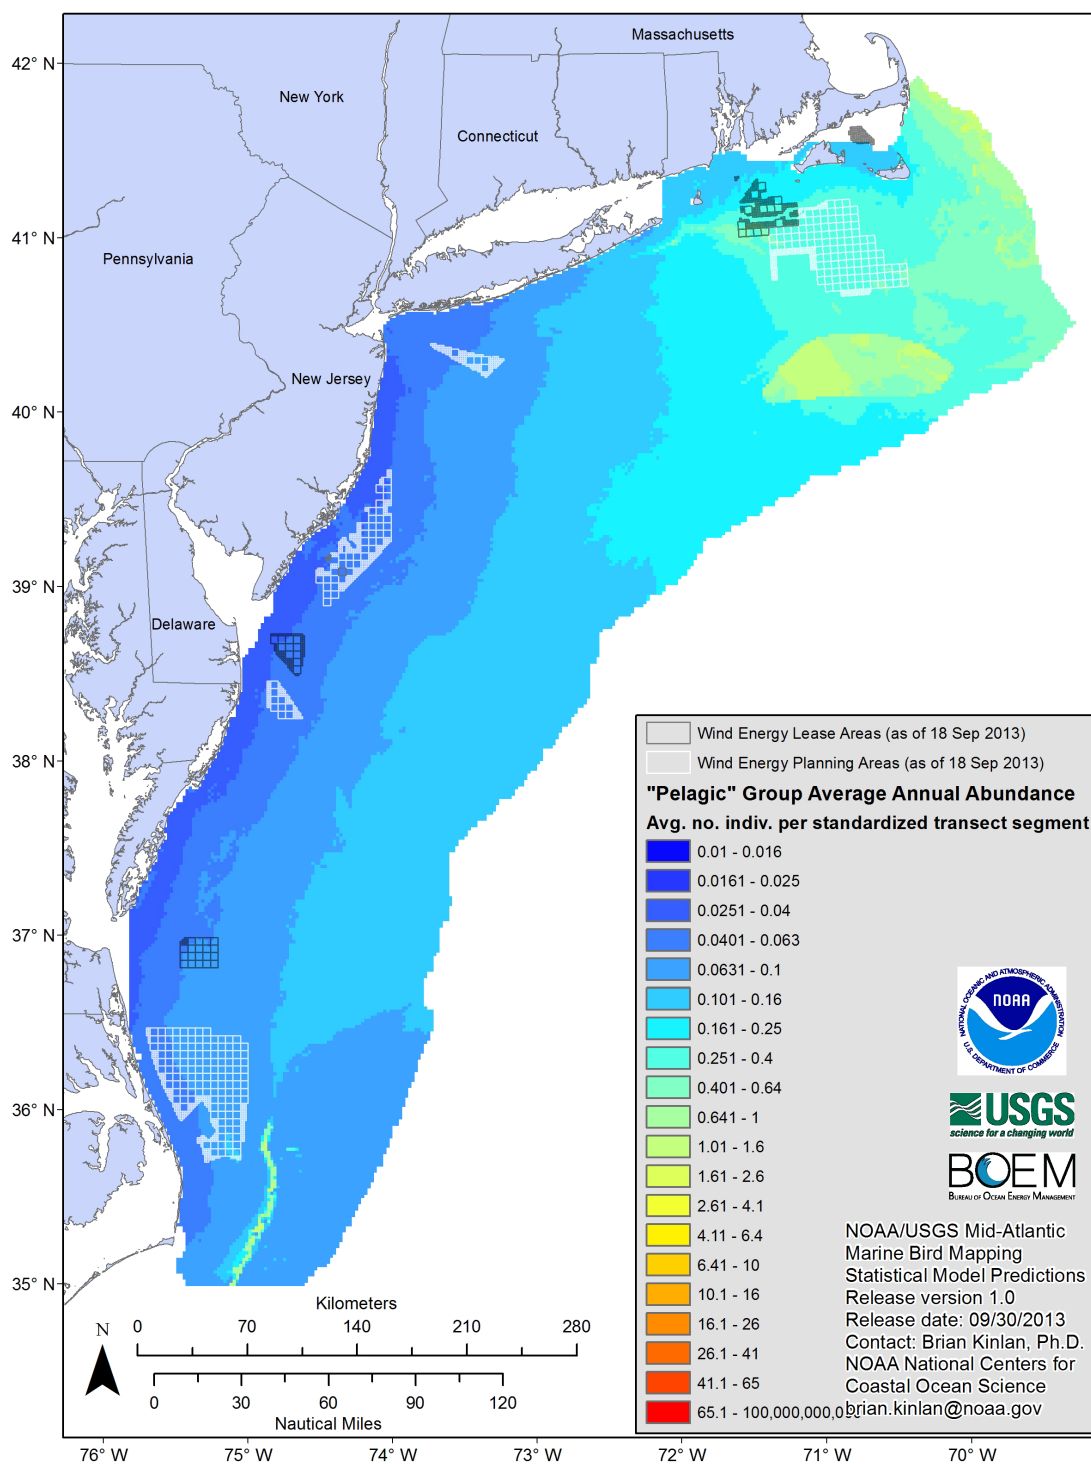 42° N
41° N
40° N
39° N
38° N
37° N
36° N
35° N
Massachusetts
New York
Connecticut
Pennsylvania
New Jersey
Delaware
Wind Energy Lease Areas (as of 18 Sep 2013)
Wind Energy Planning Areas (as of 18 Sep 2013)
"Pelagic" Group Average Annual Abundance
Avg. no. indiv. per standardized transect segment
0.01 - 0.016
0.0161 - 0.025
0.0251 - 0.04
0.0401 - 0.063
0.0631 - 0.1
0.101 - 0.16
0.161 - 0.25
0.251 - 0.4
0.401 - 0.64
0.641 - 1
1.01 - 1.6
1.61 - 2.6
2.61 - 4.1
4.11 - 6.4
6.41 - 10
10.1 - 16
16.1 - 26
26.1 - 41
41.1 - 65
65.1 - 100,000,000,0
NATIONAL OCEANIC AND ATMOSPHERIC ADMINISTRATION
NOAA
U.S. DEPARTMENT OF COMMERCE
USGS
science for a changing world
BOEM
BUREAU OF OCEAN ENERGY MANAGEMENT
NOAA/USGS Mid-Atlantic
Marine Bird Mapping
Statistical Model Predictions
Release version 1.0
Release date: 09/30/2013
Contact: Brian Kinlan, Ph.D.
NOAA National Centers for
Coastal Ocean Science
brian.kinlan@noaa.gov
Kilometers
N
0 70 140 210 280
0 30 60 90 120
Nautical Miles
76° W 75° W 74° W 73° W 72° W 71° W 70° W